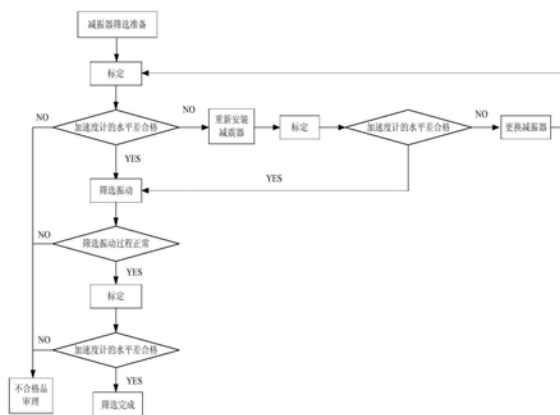 减振器筛选准备
标定
NO
加速度计的水平差合格
NO
重新安装
减震器
标定
加速度计的水平差合格
NO
更换减振器
YES
YES
筛选振动
NO
筛选振动过程正常
YES
标定
NO
加速度计的水平差合格
YES
不合格品
审理
筛选完成